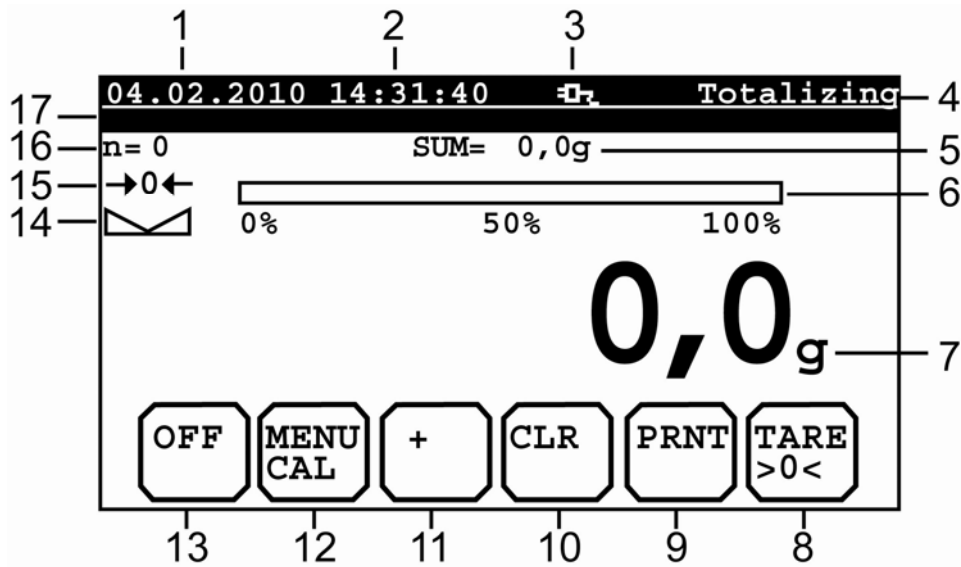 1 2 3
04.02.2010 14:31:40 Totalizing 4
17
16 n= 0 SUM= 0,0g 5
15 →0← 6
14 0% 50% 100%
0,0g 7
OFF MENU + CLR PRNT TARE
CAL >0<
13 12 11 10 9 8